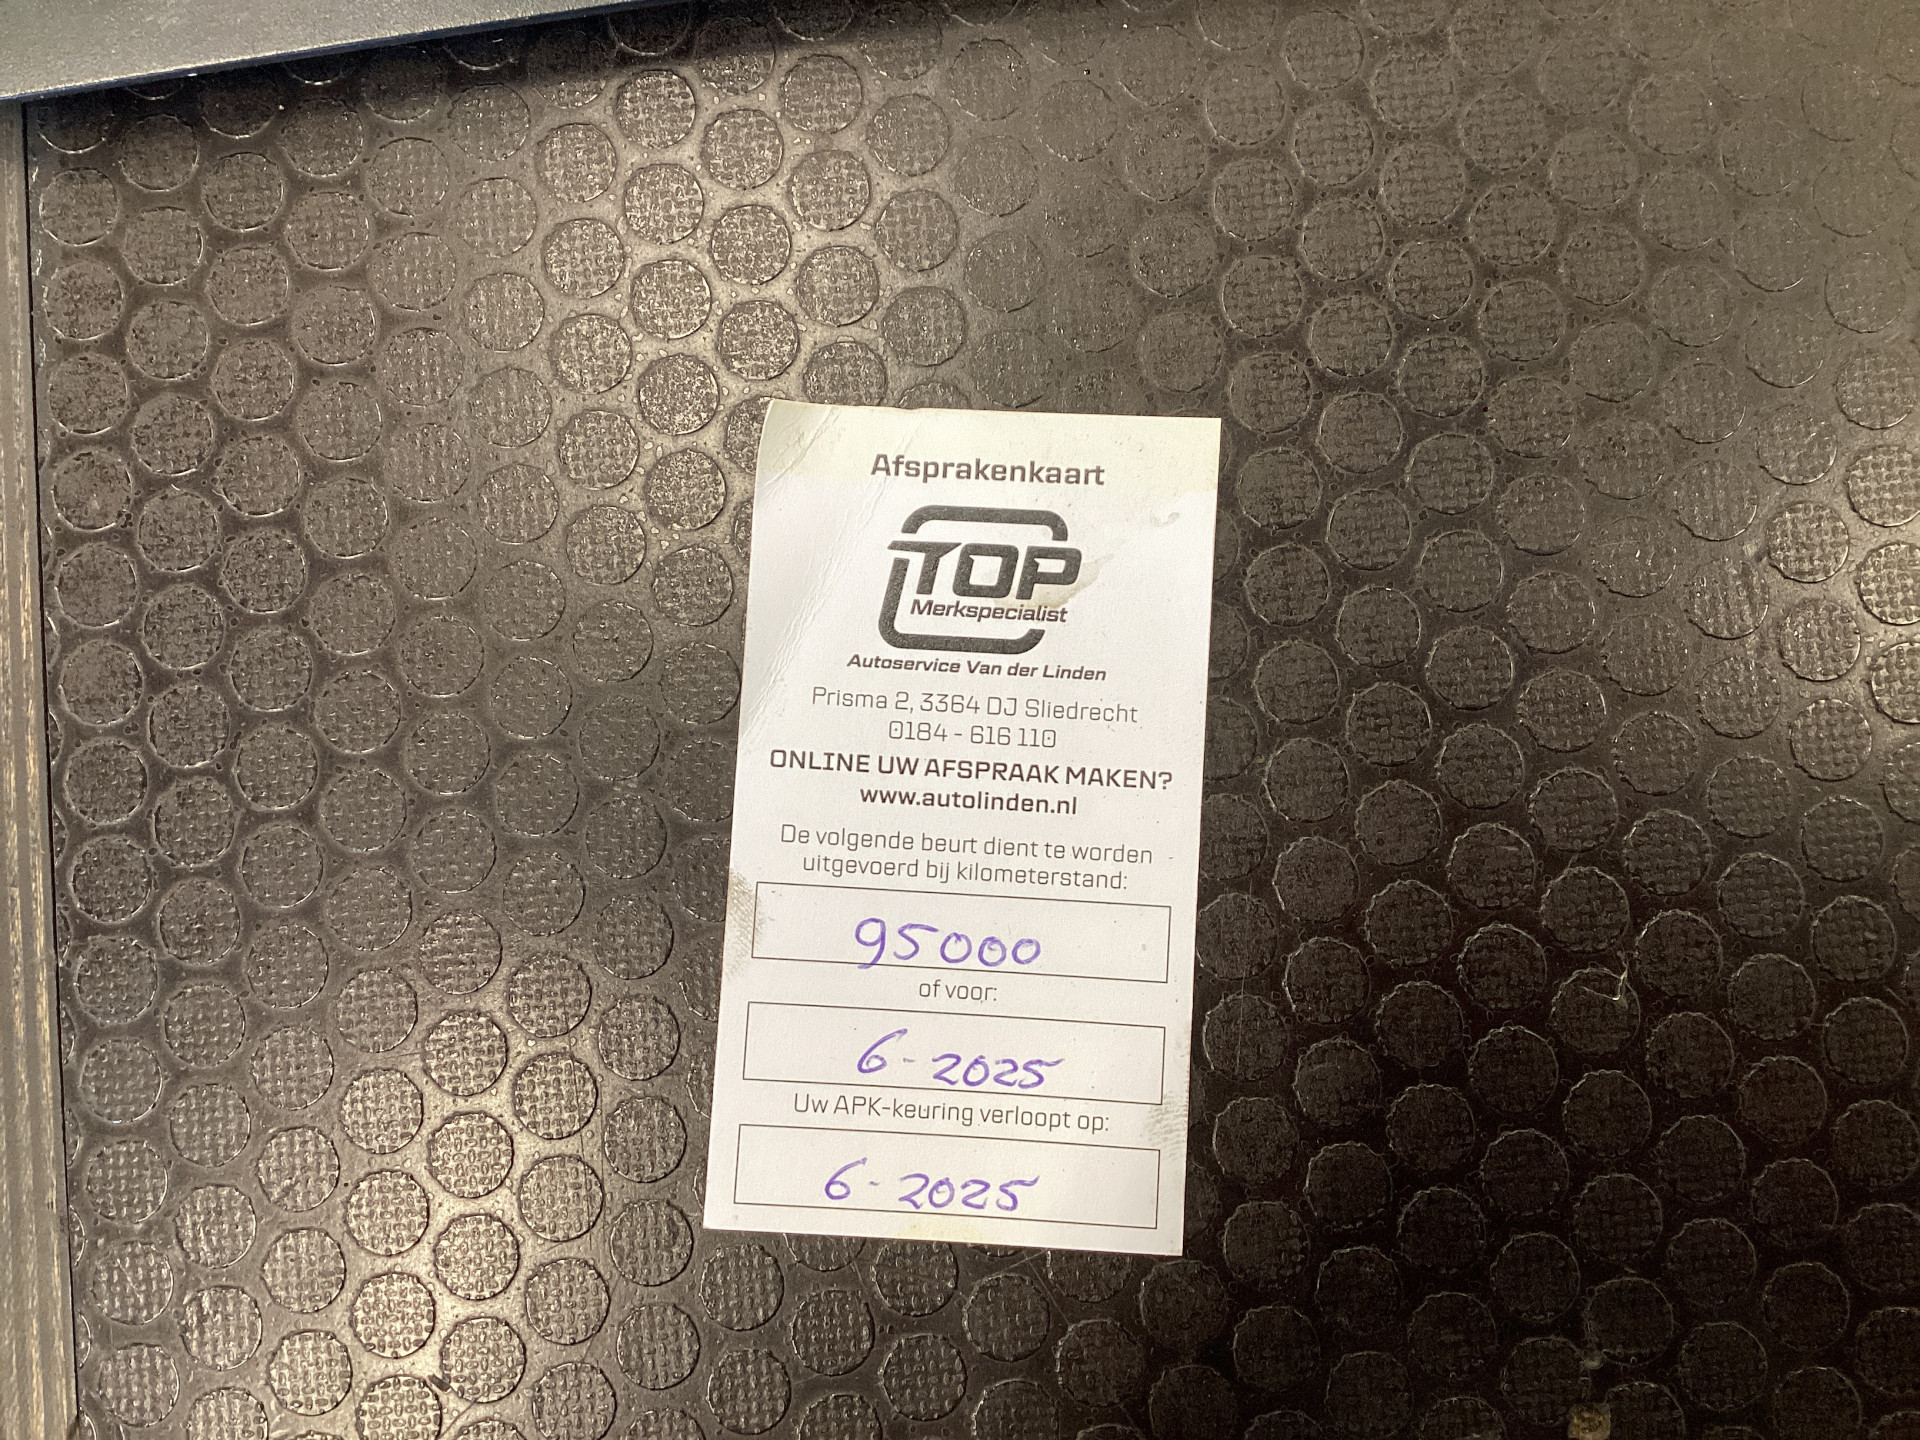 Afsprakenkaart
TOP
Merkspecialist
Autoservice Van der Linden
Prisma 2, 3364 DJ Sliedrecht
0184 - 616 110
ONLINE UW AFSPRAAK MAKEN?
www.autolinden.nl
De volgende beurt dient te worden
uitgevoerd bij kilometerstand:
95000
of voor:
6-2025
Uw APK-keuring verloopt op:
6-2025